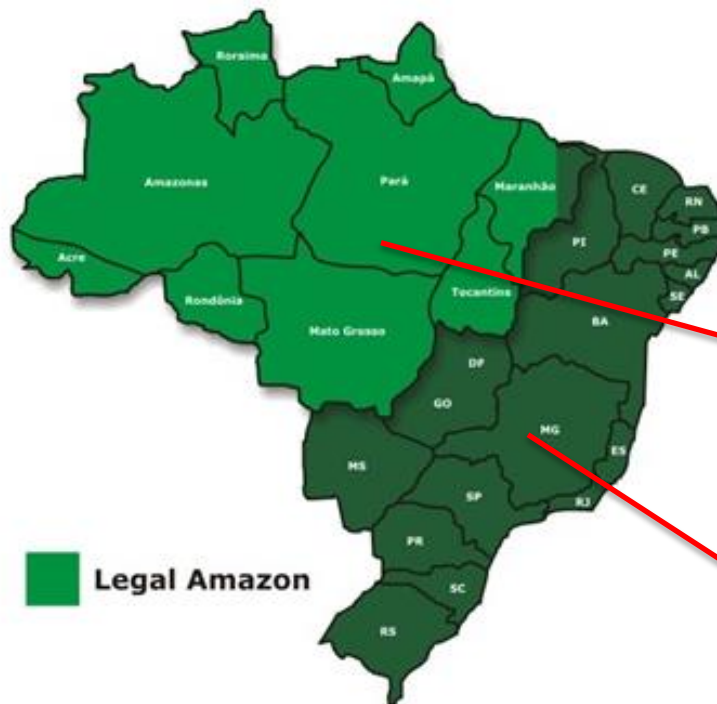 Roraima
Amapá
Amazonas
Pará
Maranhão
CE
RN
PB
PI
PE
AL
SE
Acre
Rondônia
Tocantins
Mato Grosso
BA
DF
GO
MG
ES
MS
SP
RJ
PR
SC
RS
Legal Amazon